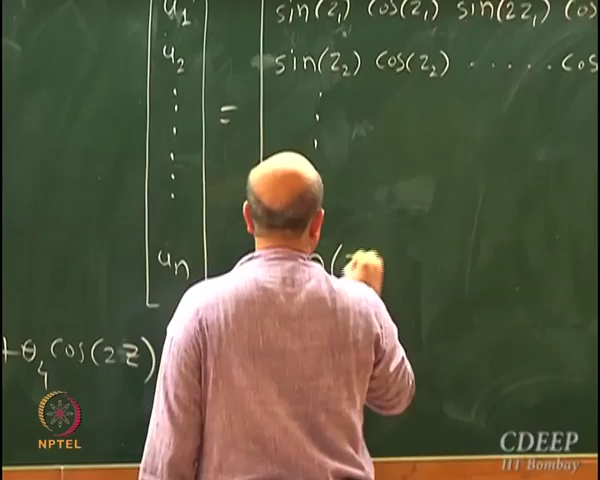 u₁ sin(z₁) cos(z₁) sin(2z₁) cos
u₂ sin(z₂) cos(z₂) ...... cos
=
uₙ n(z
+θ₄ cos(2z)
NPTEL
CDEEP
IIT Bombay